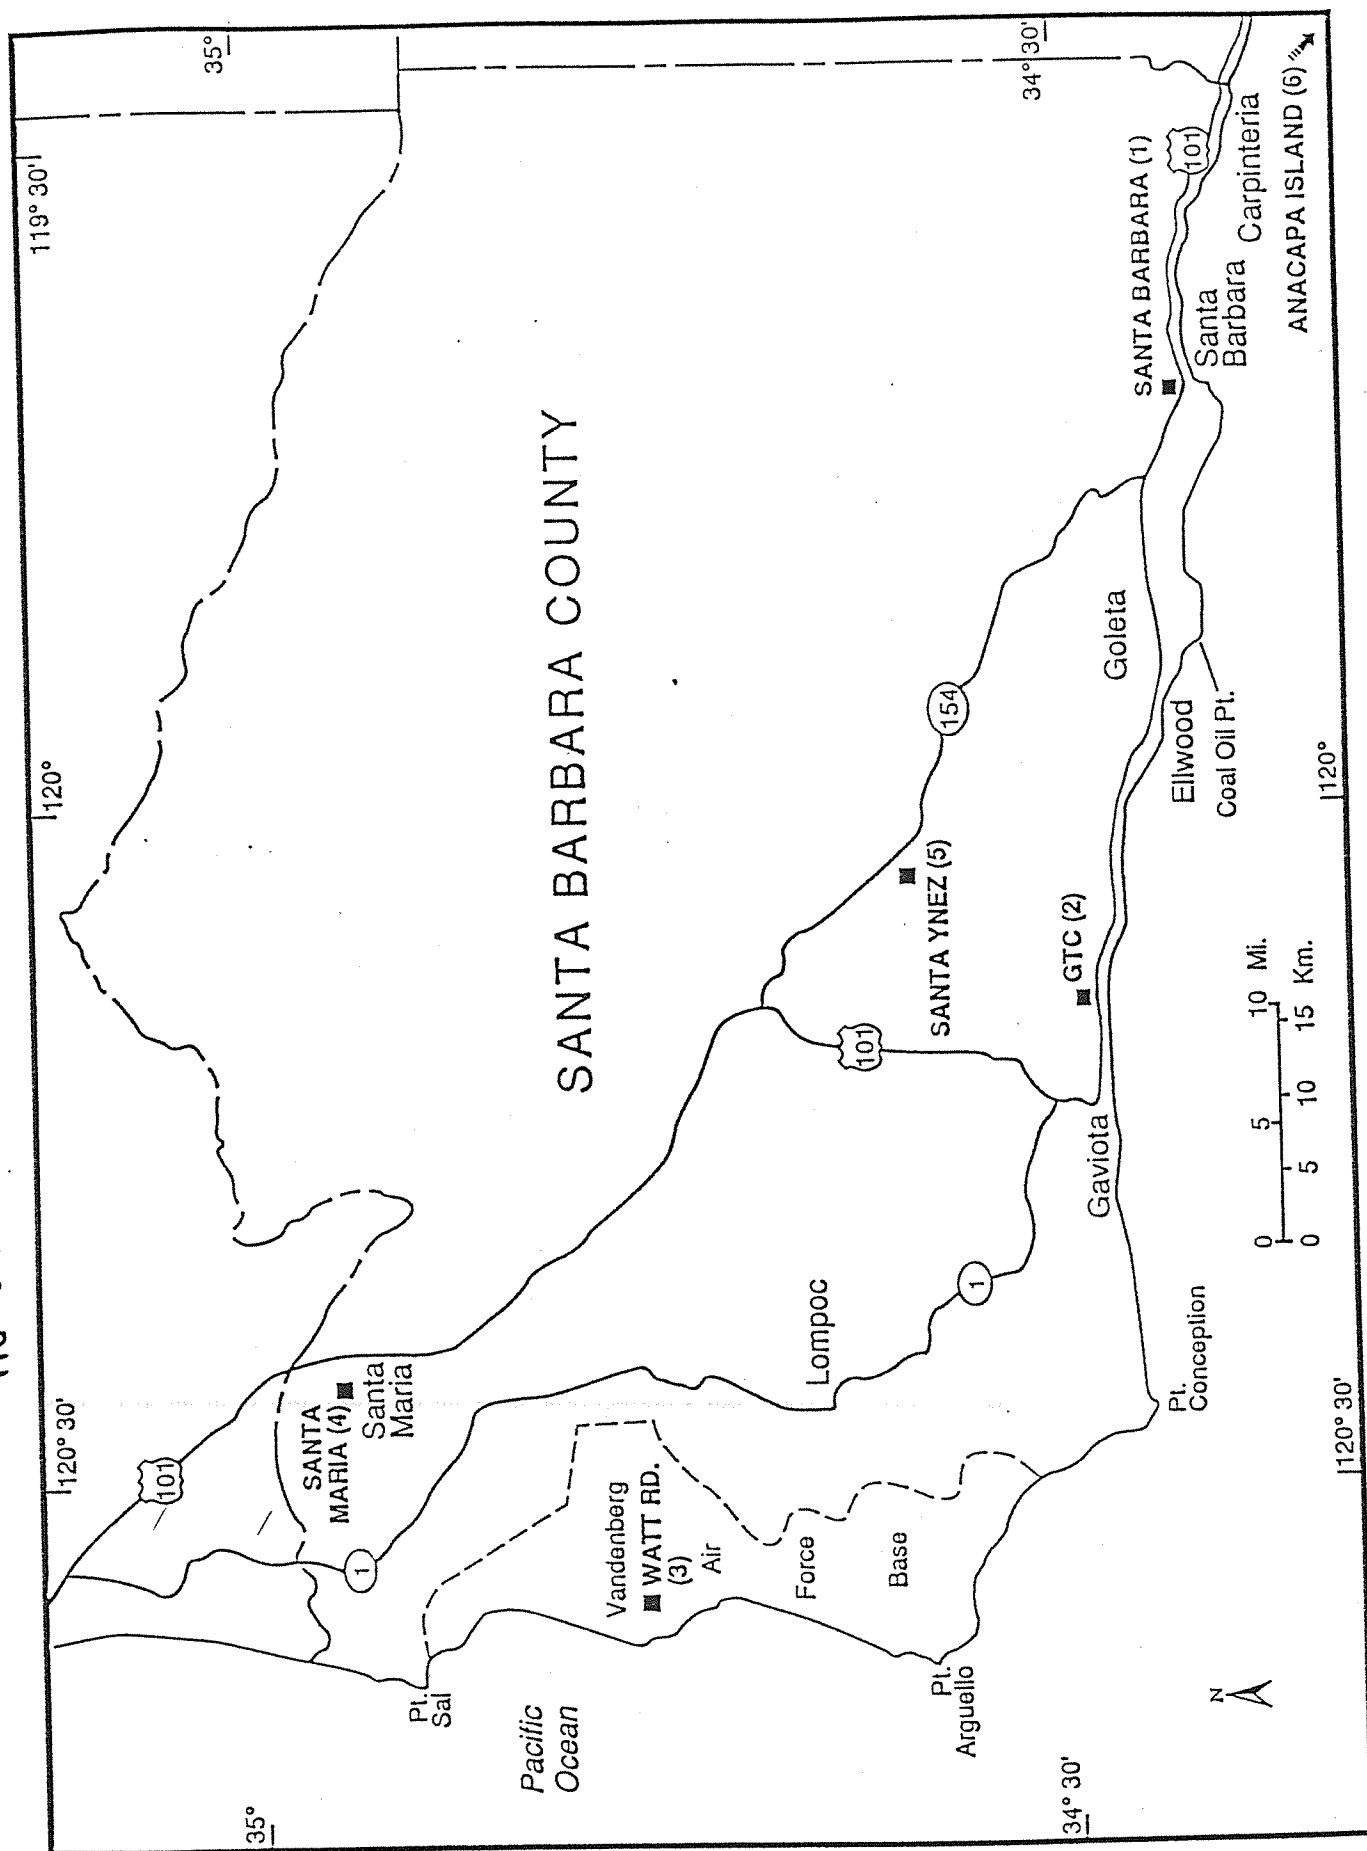 119° 30'
120°
120° 30'
35°
35°
101
SANTA
MARIA (4)
Santa
Maria
1
Pt.
Sal
Pacific
Ocean
SANTA BARBARA COUNTY
Vandenberg
WATT RD.
(3)
Air
Force
Base
Lompoc
1
101
154
SANTA YNEZ (5)
GTC (2)
Gaviota
Goleta
Ellwood
Coal Oil Pt.
SANTA BARBARA (1)
101
Santa
Barbara
Carpinteria
ANACAPA ISLAND (6)
34° 30'
34° 30'
Pt.
Arguello
Pt.
Conception
N
0 5 10 Mi.
0 5 10 15 Km.
120° 30'
120°